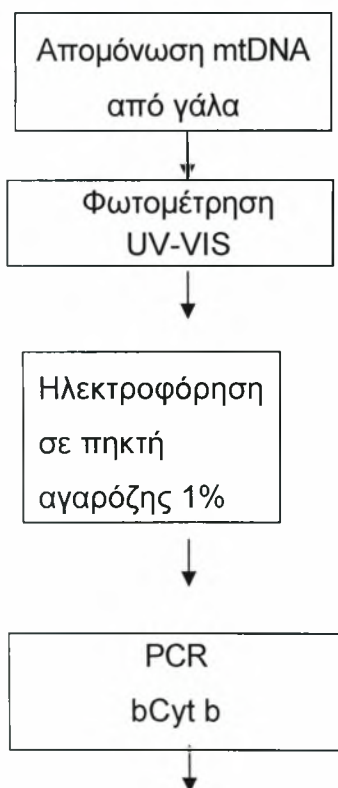 Απομόνωση mtDNA
από γάλα
Φωτομέτρηση
UV-VIS
Ηλεκτροφόρηση
σε πηκτή
αγαρόζης 1%
PCR
bCyt b